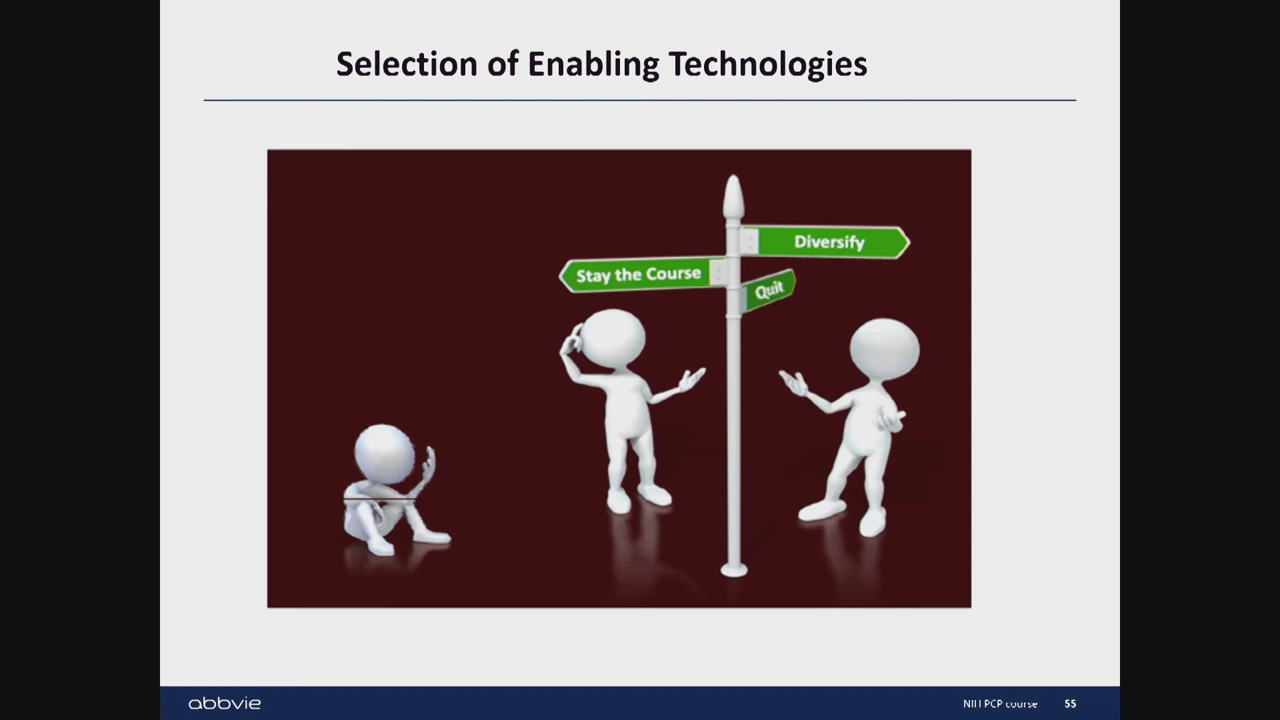 Selection of Enabling Technologies
Diversify
Stay the Course
Quit
abbvie
NIH PCP course 55